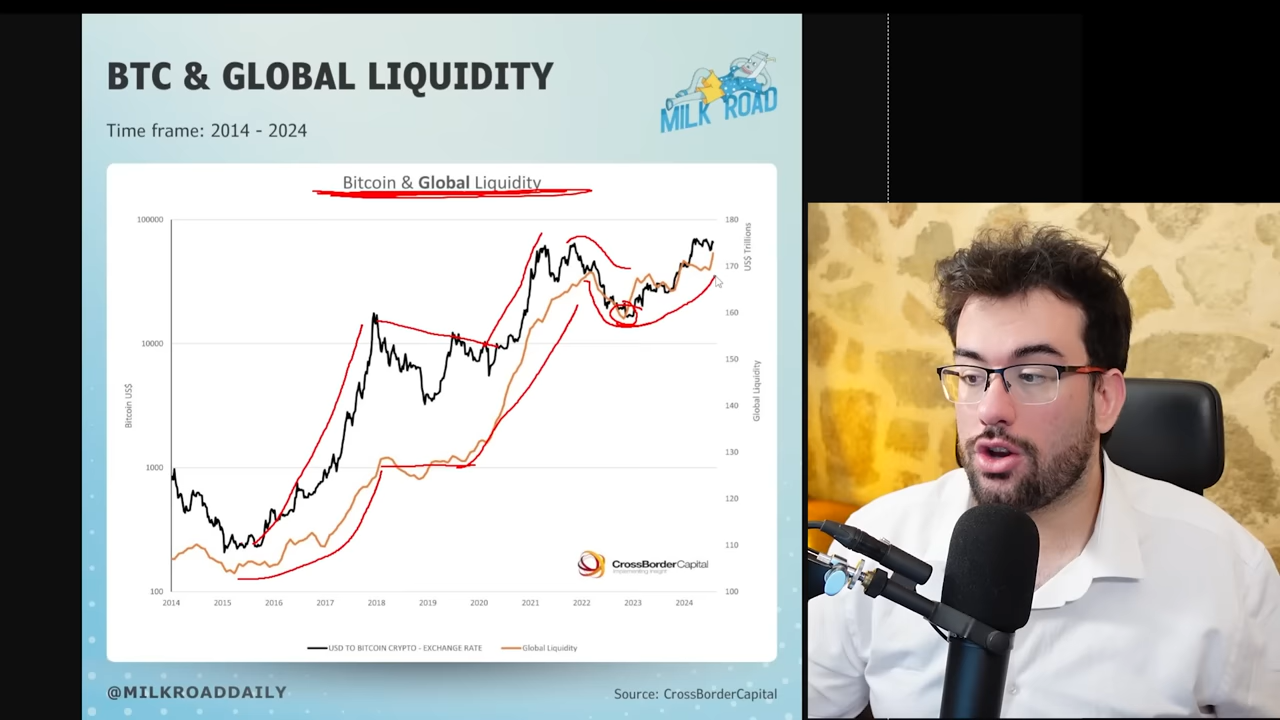 BTC & GLOBAL LIQUIDITY
MILK ROAD
Time frame: 2014 - 2024
Bitcoin & Global Liquidity
100000
10000
1000
100
Bitcoin US$
180
170
160
150
140
130
120
110
100
US$ Trillions
Global Liquidity
2014 2015 2016 2017 2018 2019 2020 2021 2022 2023 2024
CrossBorderCapital
implementing insight
USD TO BITCOIN CRYPTO - EXCHANGE RATE Global Liquidity
@MILKROADDAILY
Source: CrossBorderCapital